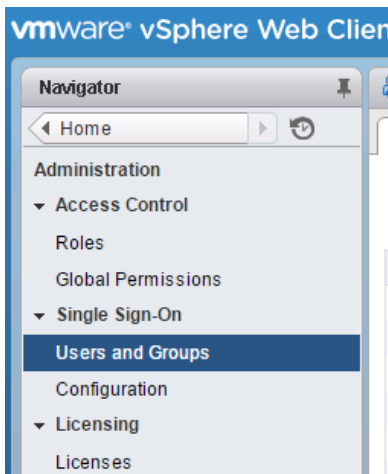 vmware® vSphere Web Clien
Navigator
Home
Administration
Access Control
Roles
Global Permissions
Single Sign-On
Users and Groups
Configuration
Licensing
Licenses